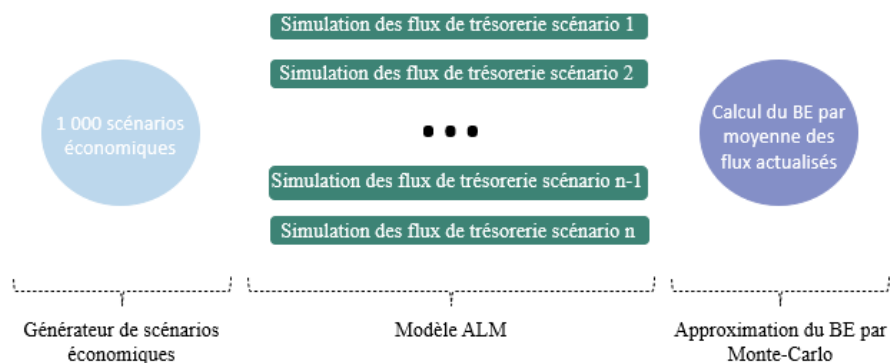 Simulation des flux de trésorerie scénario 1
Simulation des flux de trésorerie scénario 2
1 000 scénarios
économiques
...
Calcul du BE par
moyenne des
flux actualisés
Simulation des flux de trésorerie scénario n-1
Simulation des flux de trésorerie scénario n
Générateur de scénarios
économiques
Modèle ALM
Approximation du BE par
Monte-Carlo